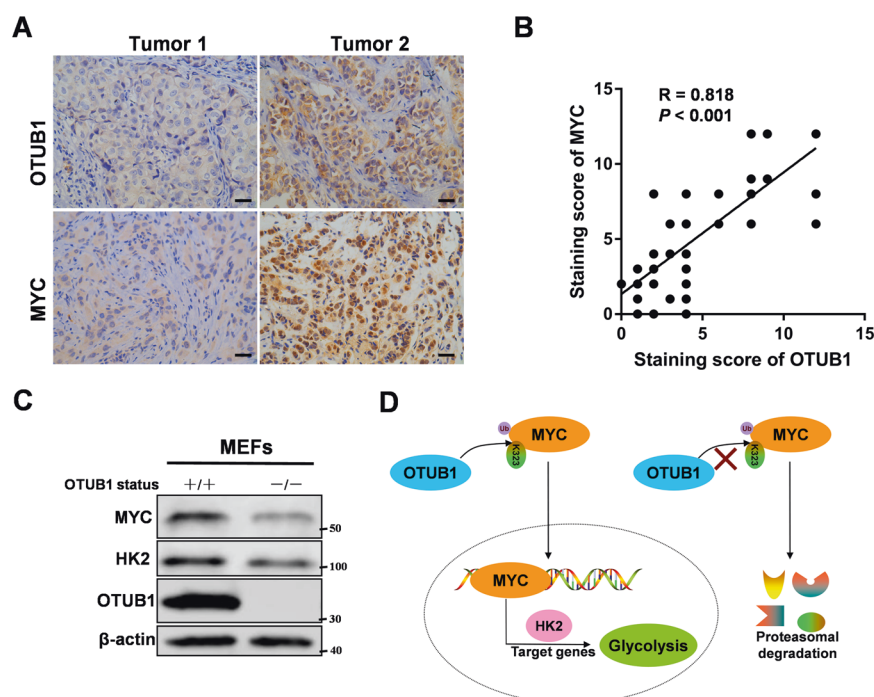 A
Tumor 1
Tumor 2
OTUB1
MYC
B
R = 0.818
P < 0.001
Staining score of MYC
15
10
5
0
0
5
10
15
Staining score of OTUB1
C
MEFs
OTUB1 status
+/+
−/−
MYC
50
HK2
100
OTUB1
30
β-actin
40
D
Ub
MYC
K323
OTUB1
MYC
HK2
Target genes
Glycolysis
Ub
MYC
K323
OTUB1
Proteasomal
degradation